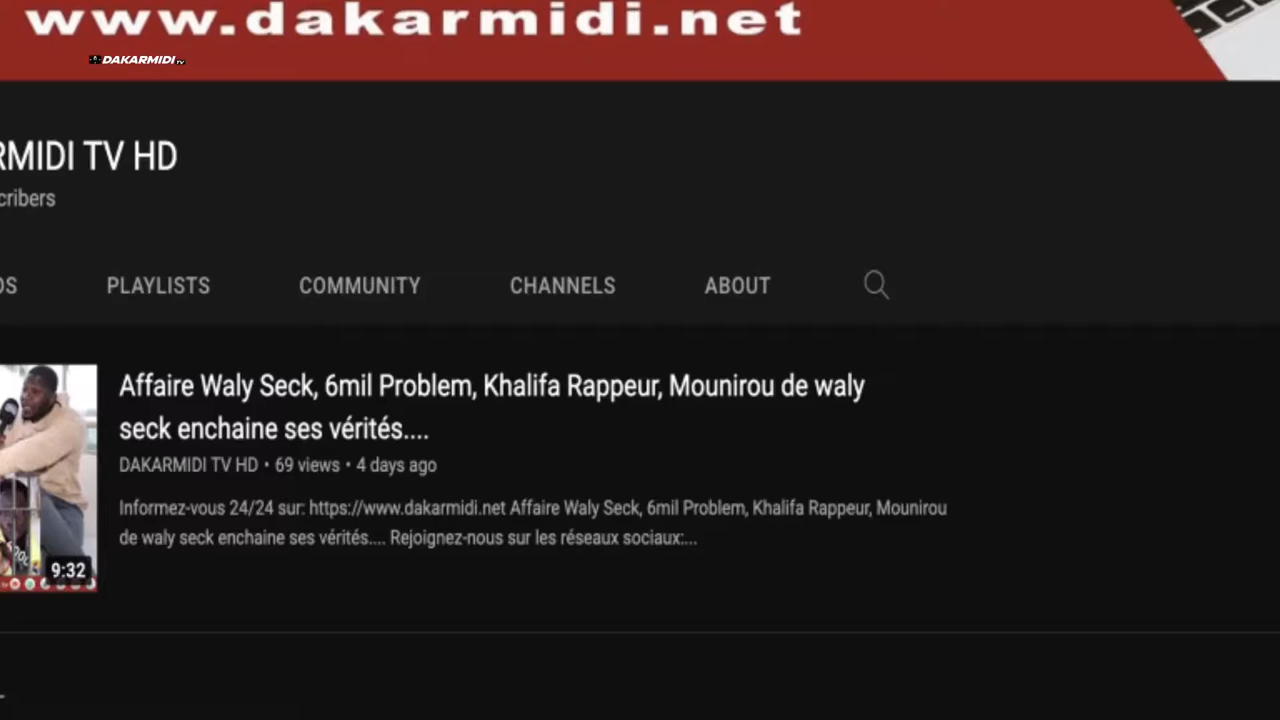 www.dakarmidi.net
DAKARMIDI TV
RMIDI TV HD
cribers
OS PLAYLISTS COMMUNITY CHANNELS ABOUT
Affaire Waly Seck, 6mil Problem, Khalifa Rappeur, Mounirou de waly
seck enchaine ses vérités....
DAKARMIDI TV HD • 69 views • 4 days ago
Informez-vous 24/24 sur: https://www.dakarmidi.net Affaire Waly Seck, 6mil Problem, Khalifa Rappeur, Mounirou
de waly seck enchaine ses vérités.... Rejoignez-nous sur les réseaux sociaux:...
9:32